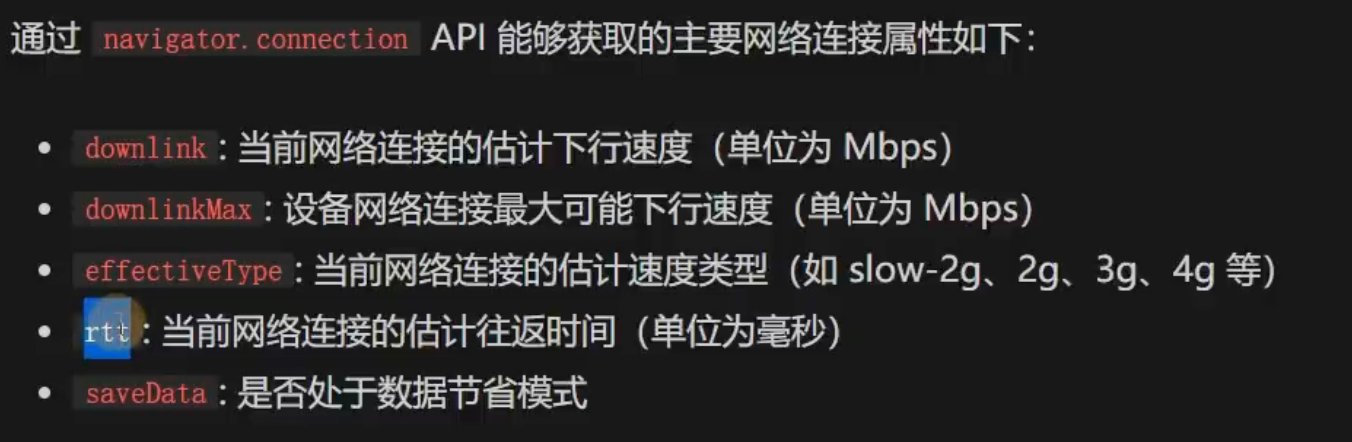 通过 navigator.connection API 能够获取的主要网络连接属性如下：
• downlink：当前网络连接的估计下行速度（单位为 Mbps）
• downlinkMax：设备网络连接最大可能下行速度（单位为 Mbps）
• effectiveType：当前网络连接的估计速度类型（如 slow-2g、2g、3g、4g 等）
• rtt：当前网络连接的估计往返时间（单位为毫秒）
• saveData：是否处于数据节省模式